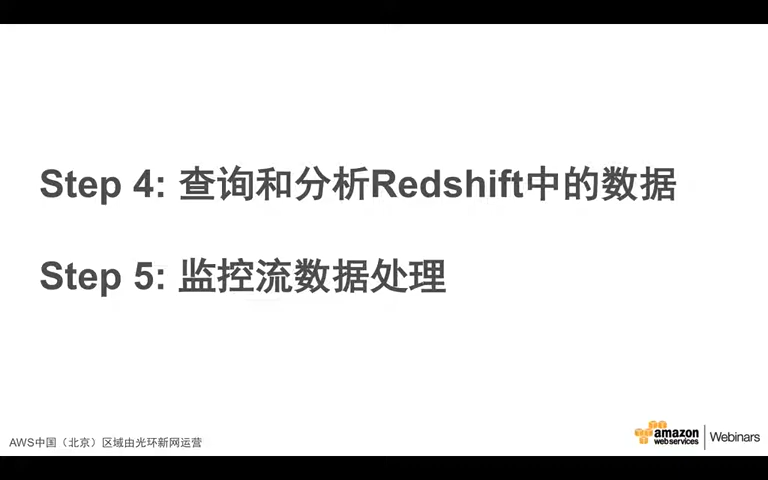 Step 4: 查询和分析Redshift中的数据
Step 5: 监控流数据处理
AWS中国（北京）区域由光环新网运营
amazon
webservices
Webinars